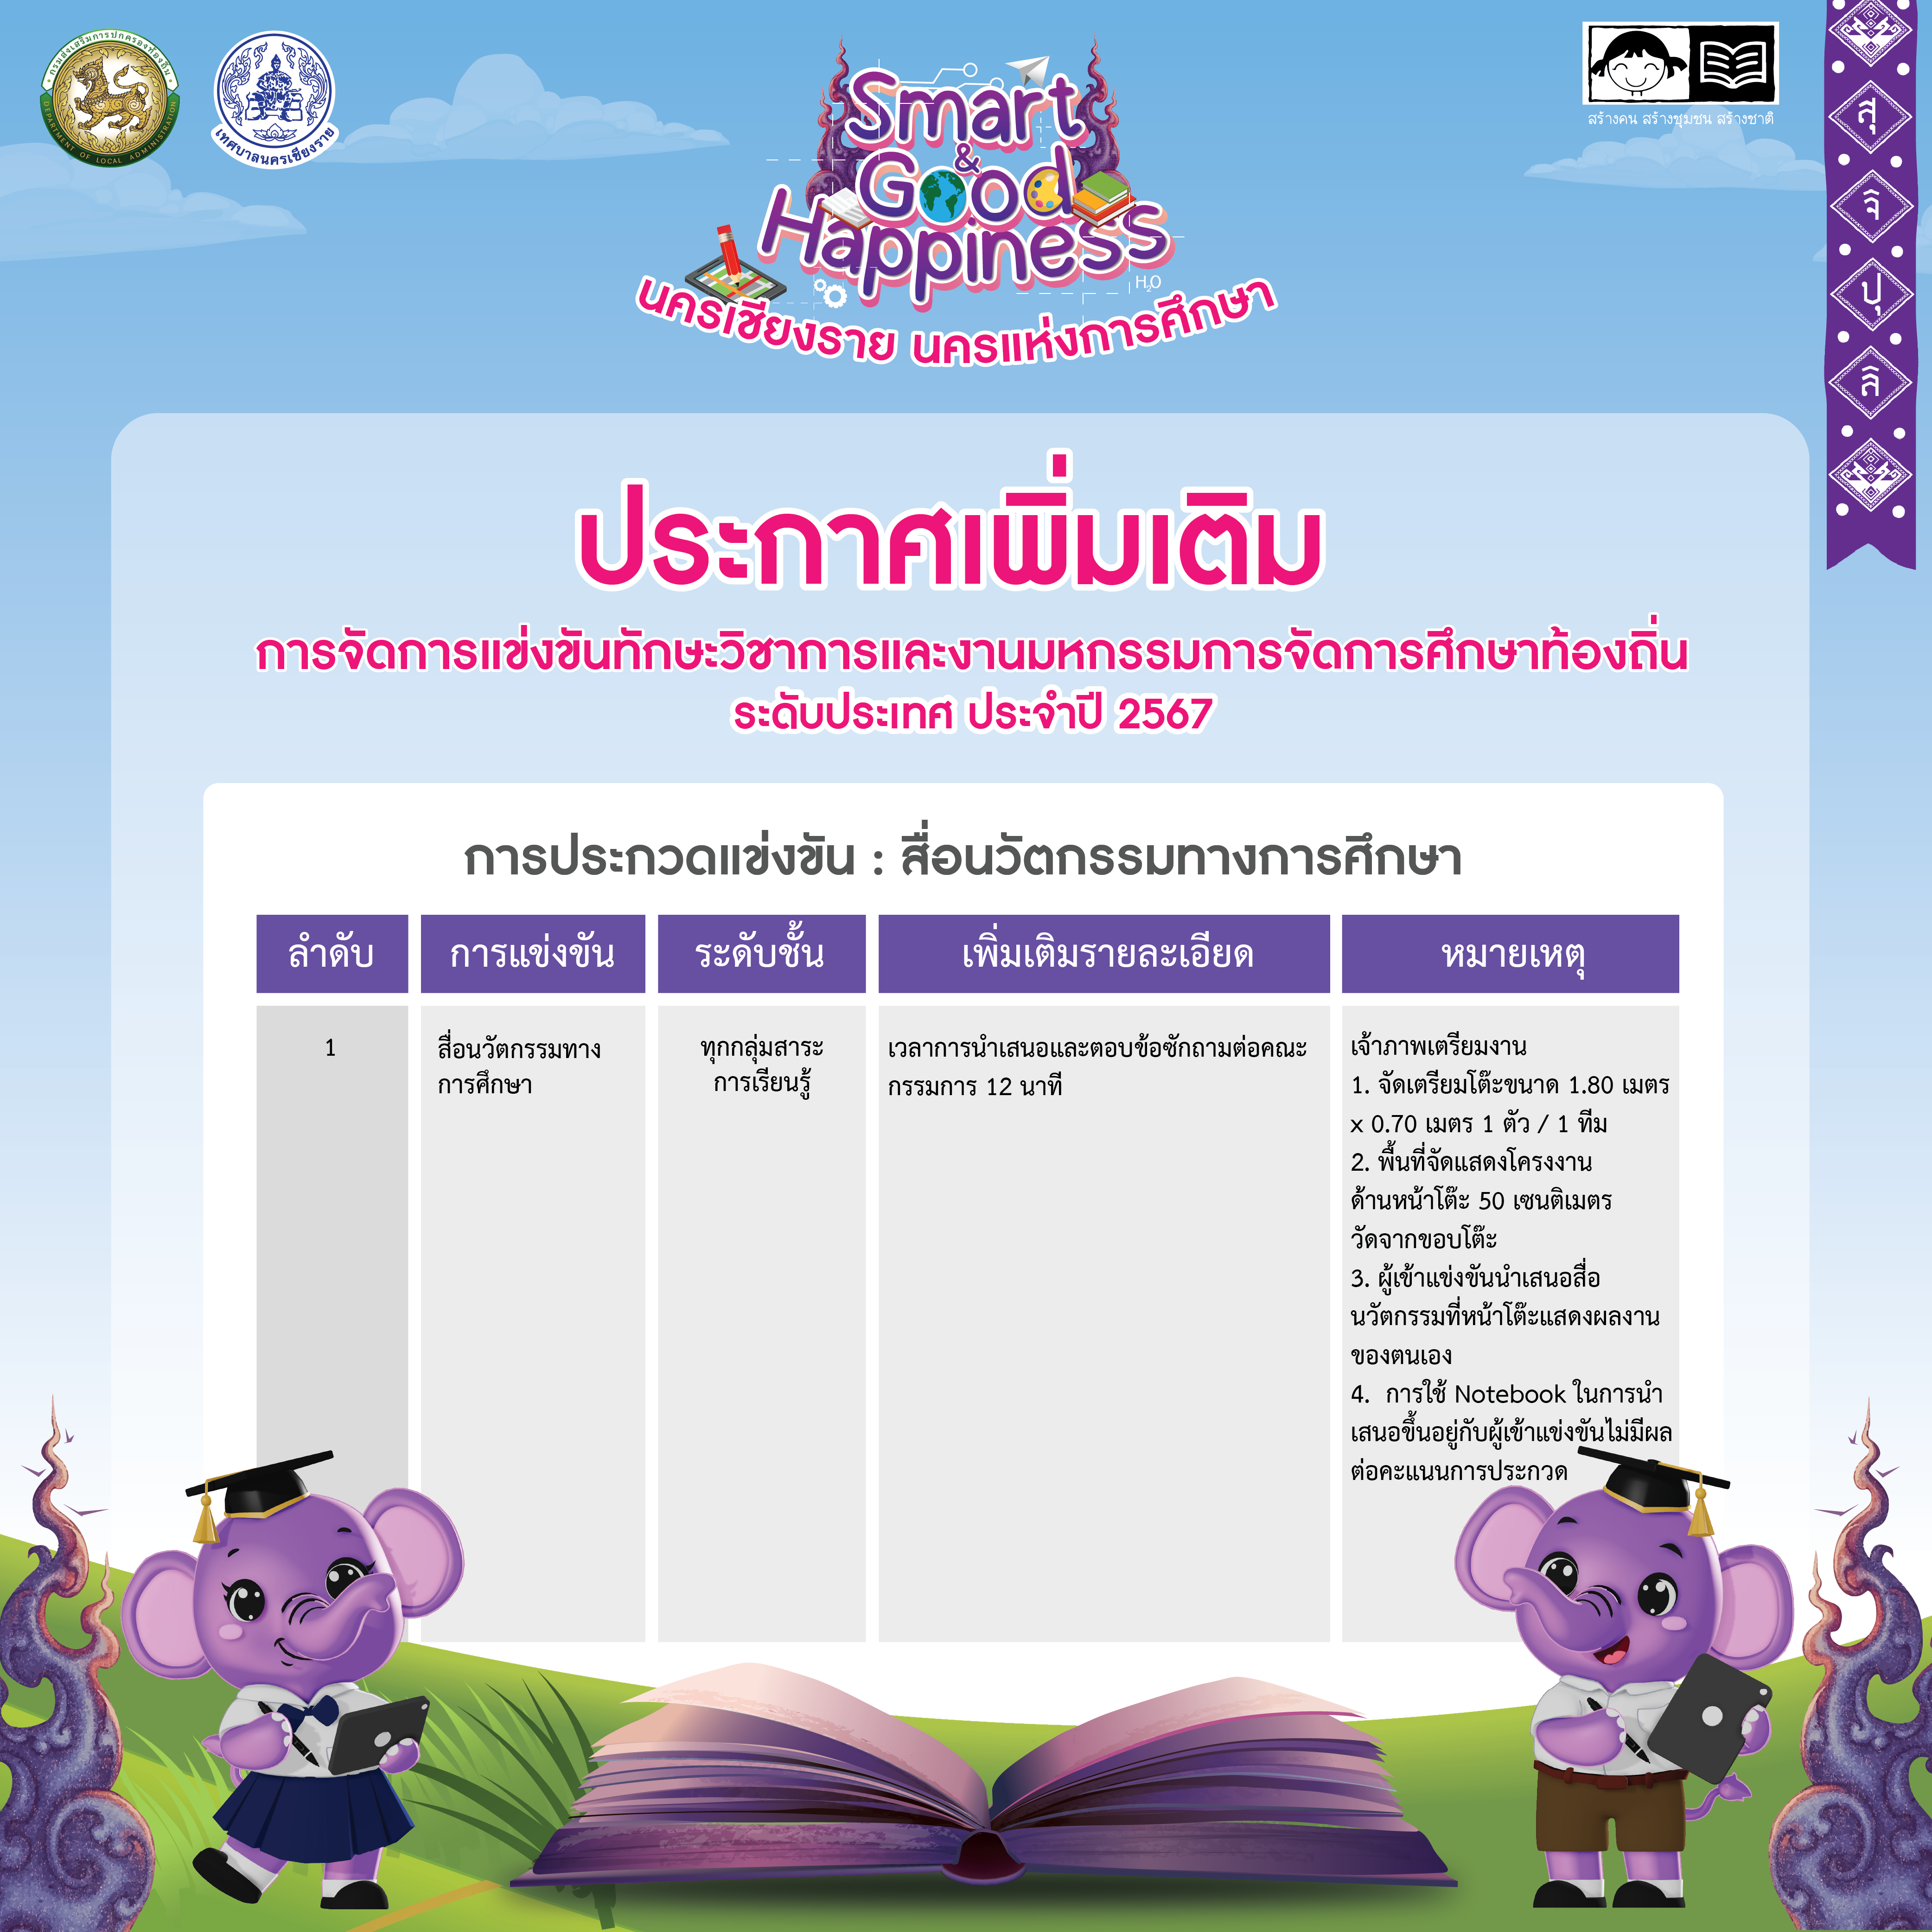 กรมส่งเสริมการปกครองท้องถิ่น
DEPARTMENT OF LOCAL ADMINISTRATION
เทศบาลนครเชียงราย
Smart
&
Good
Happiness
H₂O
นครเชียงราย นครแห่งการศึกษา
สร้างคน สร้างชุมชน สร้างชาติ
สุ
จิ
ปุ
ลิ
ประกาศเพิ่มเติม
การจัดการแข่งขันทักษะวิชาการและงานมหกรรมการจัดการศึกษาท้องถิ่น
ระดับประเทศ ประจำปี 2567
การประกวดแข่งขัน : สื่อนวัตกรรมทางการศึกษา
ลำดับ การแข่งขัน ระดับชั้น เพิ่มเติมรายละเอียด หมายเหตุ
1
สื่อนวัตกรรมทาง
การศึกษา
ทุกกลุ่มสาระ
การเรียนรู้
เวลาการนำเสนอและตอบข้อซักถามต่อคณะ
กรรมการ 12 นาที
เจ้าภาพเตรียมงาน
1. จัดเตรียมโต๊ะขนาด 1.80 เมตร
x 0.70 เมตร 1 ตัว / 1 ทีม
2. พื้นที่จัดแสดงโครงงาน
ด้านหน้าโต๊ะ 50 เซนติเมตร
วัดจากขอบโต๊ะ
3. ผู้เข้าแข่งขันนำเสนอสื่อ
นวัตกรรมที่หน้าโต๊ะแสดงผลงาน
ของตนเอง
4. การใช้ Notebook ในการนำ
เสนอขึ้นอยู่กับผู้เข้าแข่งขันไม่มีผล
ต่อคะแนนการประกวด